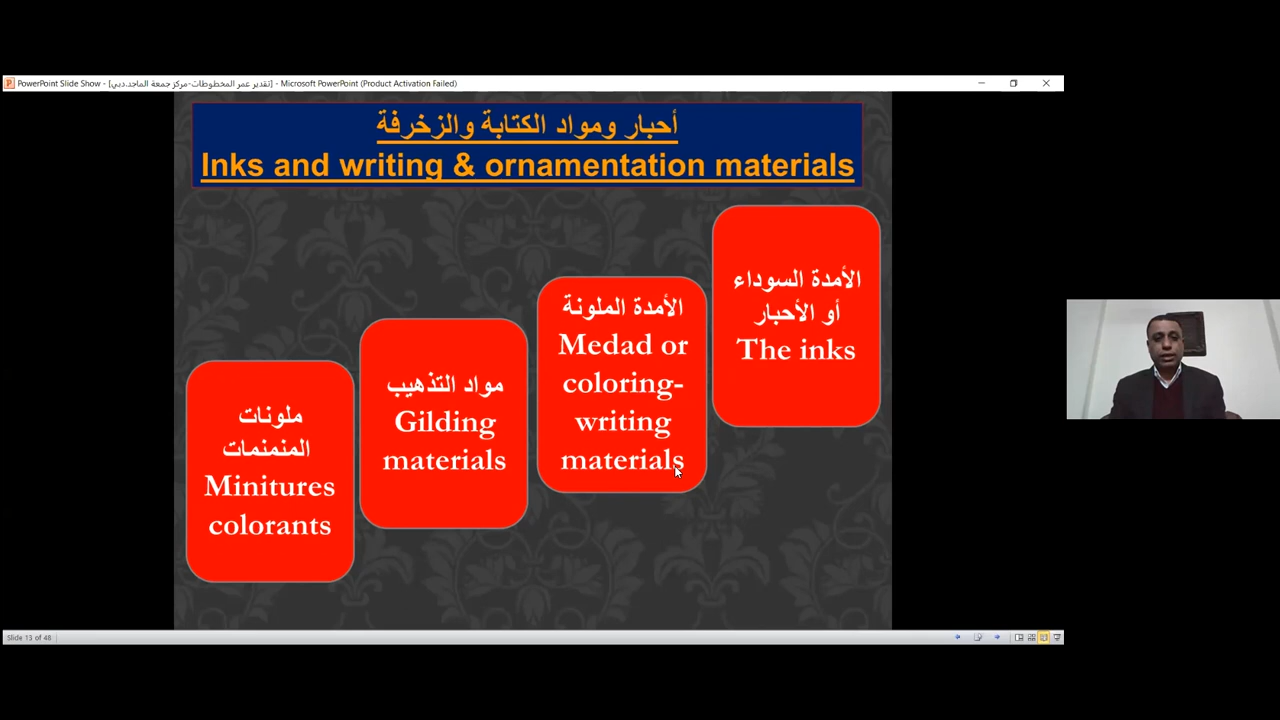 PowerPoint Slide Show - [تقدير عمر المخطوطات-مركز جمعة الماجد.دبي] - Microsoft PowerPoint (Product Activation Failed)
أحبار ومواد الكتابة والزخرفة
Inks and writing & ornamentation materials
الأمدة السوداء
أو الأحبار
The inks
الأمدة الملونة
Medad or
coloring-
writing
materials
مواد التذهيب
Gilding
materials
ملونات
المنمنمات
Minitures
colorants
Slide 13 of 48